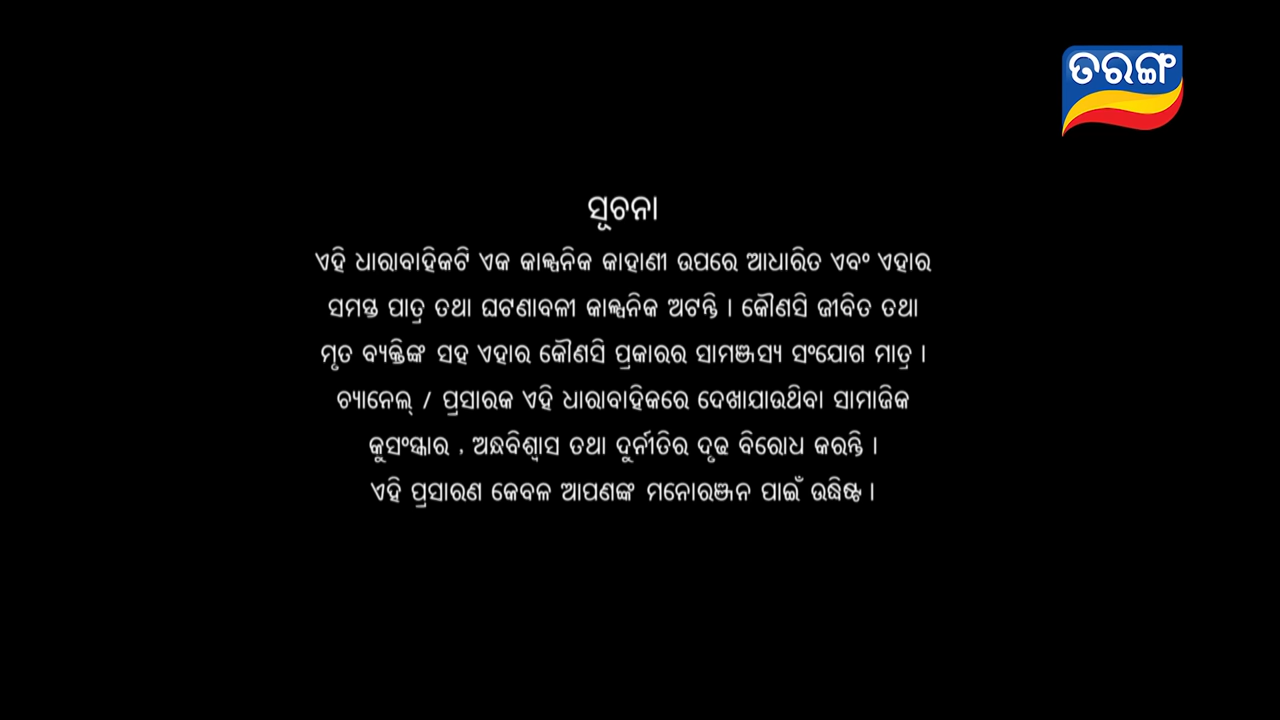 ତରଙ୍ଗ
ସୂଚନା
ଏହି ଧାରାବାହିକଟି ଏକ କାଳ୍ପନିକ କାହାଣୀ ଉପରେ ଆଧାରିତ ଏବଂ ଏହାର
ସମସ୍ତ ପାତ୍ର ତଥା ଘଟଣାବଳୀ କାଳ୍ପନିକ ଅଟନ୍ତି । କୌଣସି ଜୀବିତ ତଥା
ମୃତ ବ୍ୟକ୍ତିଙ୍କ ସହ ଏହାର କୌଣସି ପ୍ରକାରର ସାମଞ୍ଜସ୍ୟ ସଂଯୋଗ ମାତ୍ର ।
ଚ୍ୟାନେଲ୍ / ପ୍ରସାରକ ଏହି ଧାରାବାହିକରେ ଦେଖାଯାଉଥିବା ସାମାଜିକ
କୁସଂସ୍କାର , ଅନ୍ଧବିଶ୍ୱାସ ତଥା ଦୁର୍ନୀତିର ଦୃଢ ବିରୋଧ କରନ୍ତି ।
ଏହି ପ୍ରସାରଣ କେବଳ ଆପଣଙ୍କ ମନୋରଞ୍ଜନ ପାଇଁ ଉଦ୍ଧିଷ୍ଟ ।